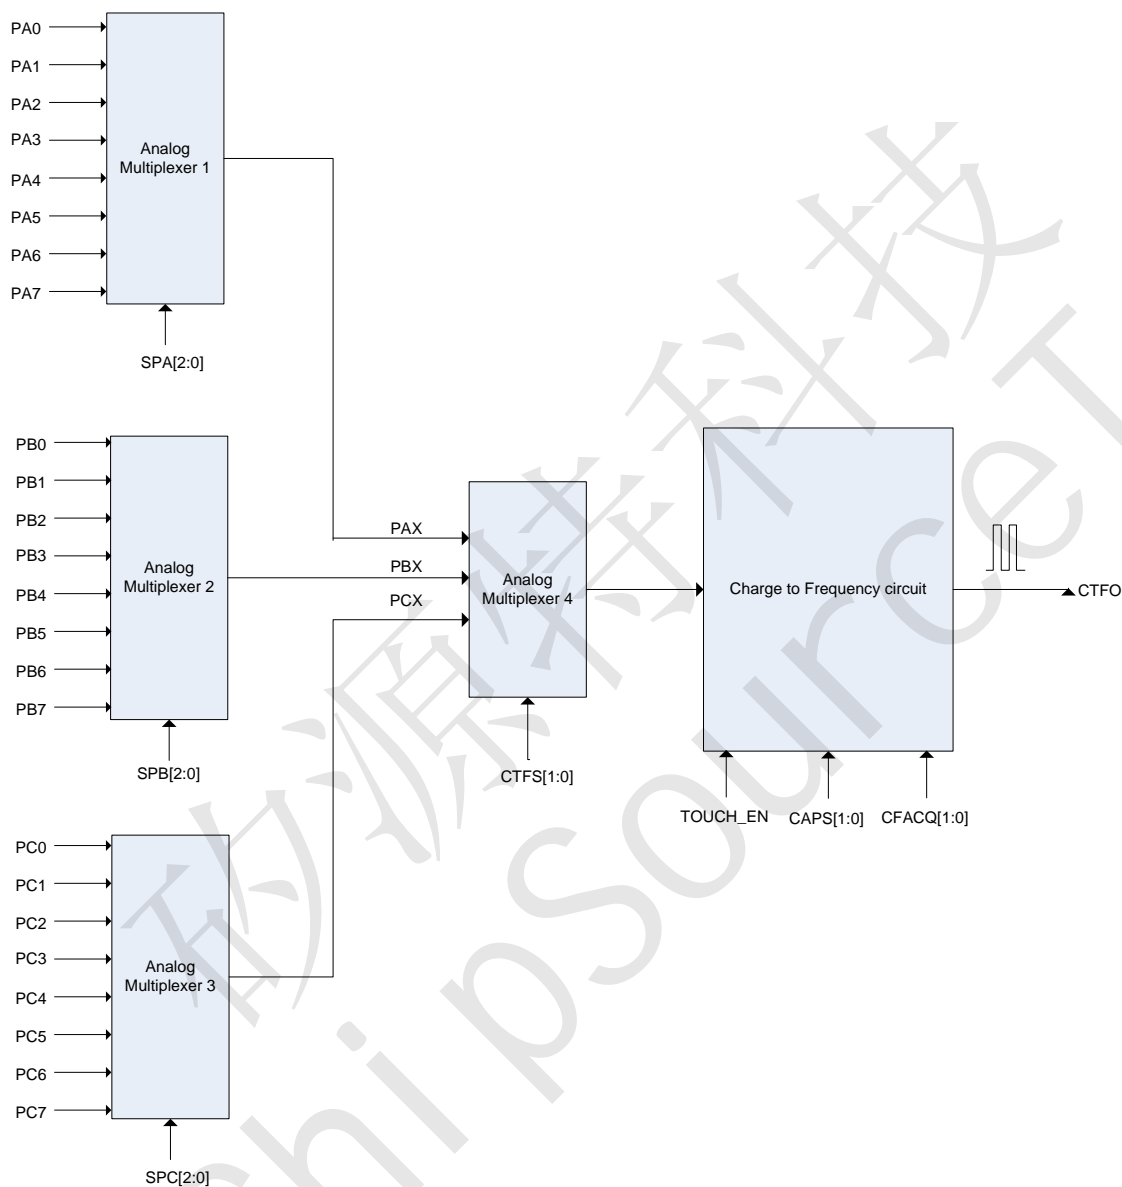 PA0
PA1
PA2
PA3
PA4
PA5
PA6
PA7
Analog
Multiplexer 1
SPA[2:0]
PB0
PB1
PB2
PB3
PB4
PB5
PB6
PB7
Analog
Multiplexer 2
SPB[2:0]
PC0
PC1
PC2
PC3
PC4
PC5
PC6
PC7
Analog
Multiplexer 3
SPC[2:0]
PAX
PBX
PCX
Analog
Multiplexer 4
CTFS[1:0]
Charge to Frequency circuit
TOUCH_EN
CAPS[1:0]
CFACQ[1:0]
CTFO
矽源特科技
ChipSourceT